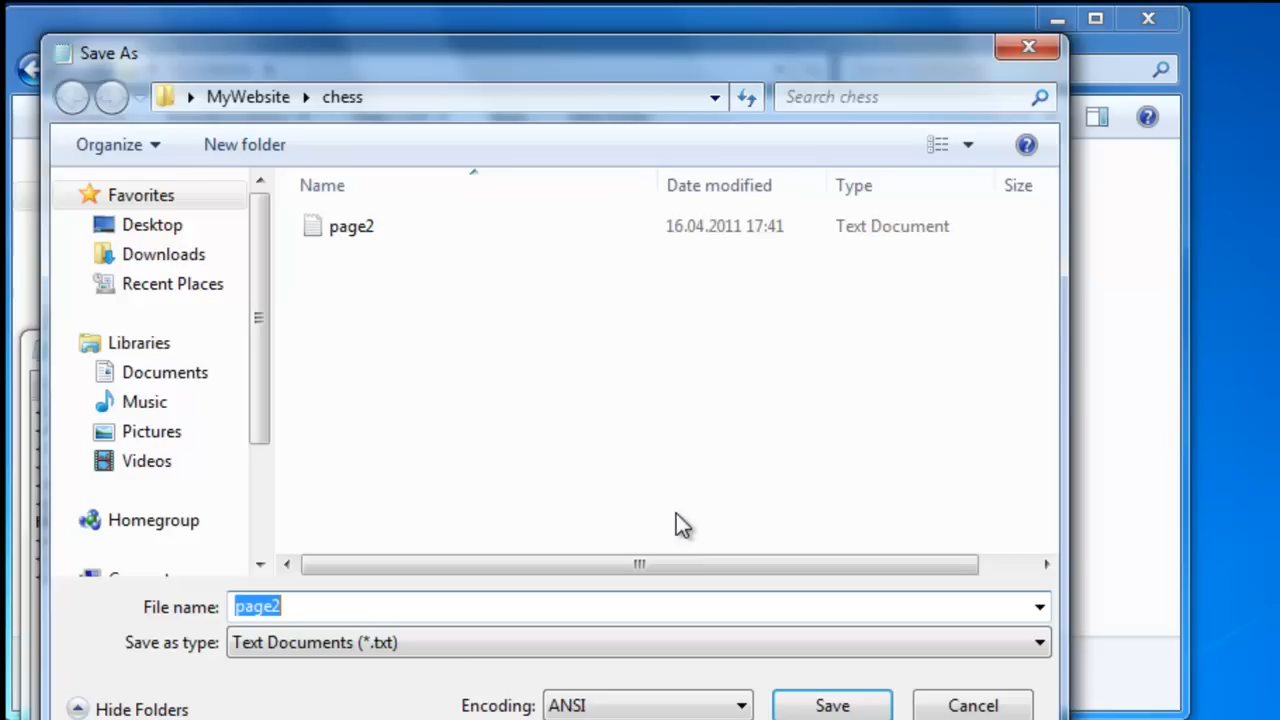 Save As
MyWebsite chess
Search chess
Organize New folder
Name Date modified Type Size
page2 16.04.2011 17:41 Text Document
Favorites
Desktop
Downloads
Recent Places
Libraries
Documents
Music
Pictures
Videos
Homegroup
File name: page2
Save as type: Text Documents (*.txt)
Hide Folders Encoding: ANSI Save Cancel